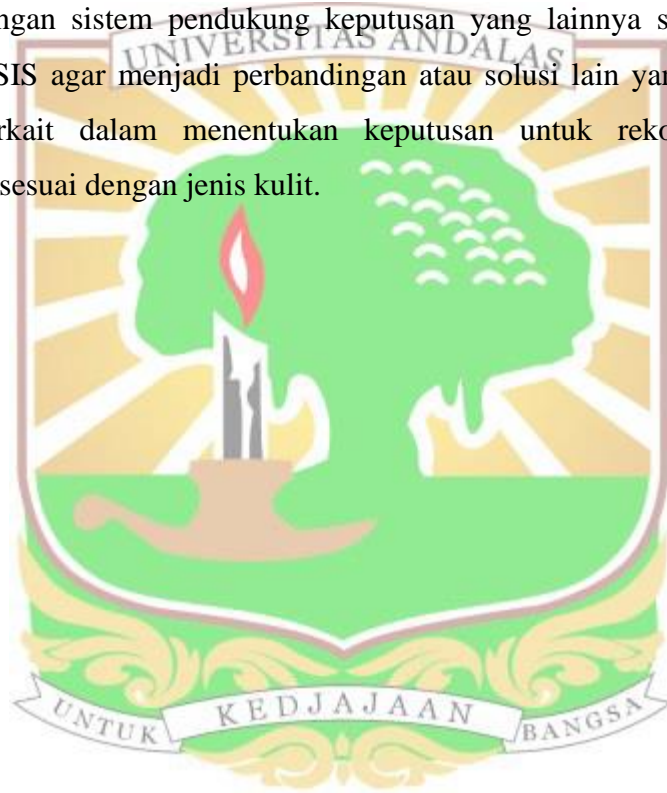 ngan sistem pendukung keputusan yang lainnya s
UNIVERSITAS ANDALAS
SIS agar menjadi perbandingan atau solusi lain yan
rkait dalam menentukan keputusan untuk reko
sesuai dengan jenis kulit.
UNTUK KEDJAJAAN BANGSA